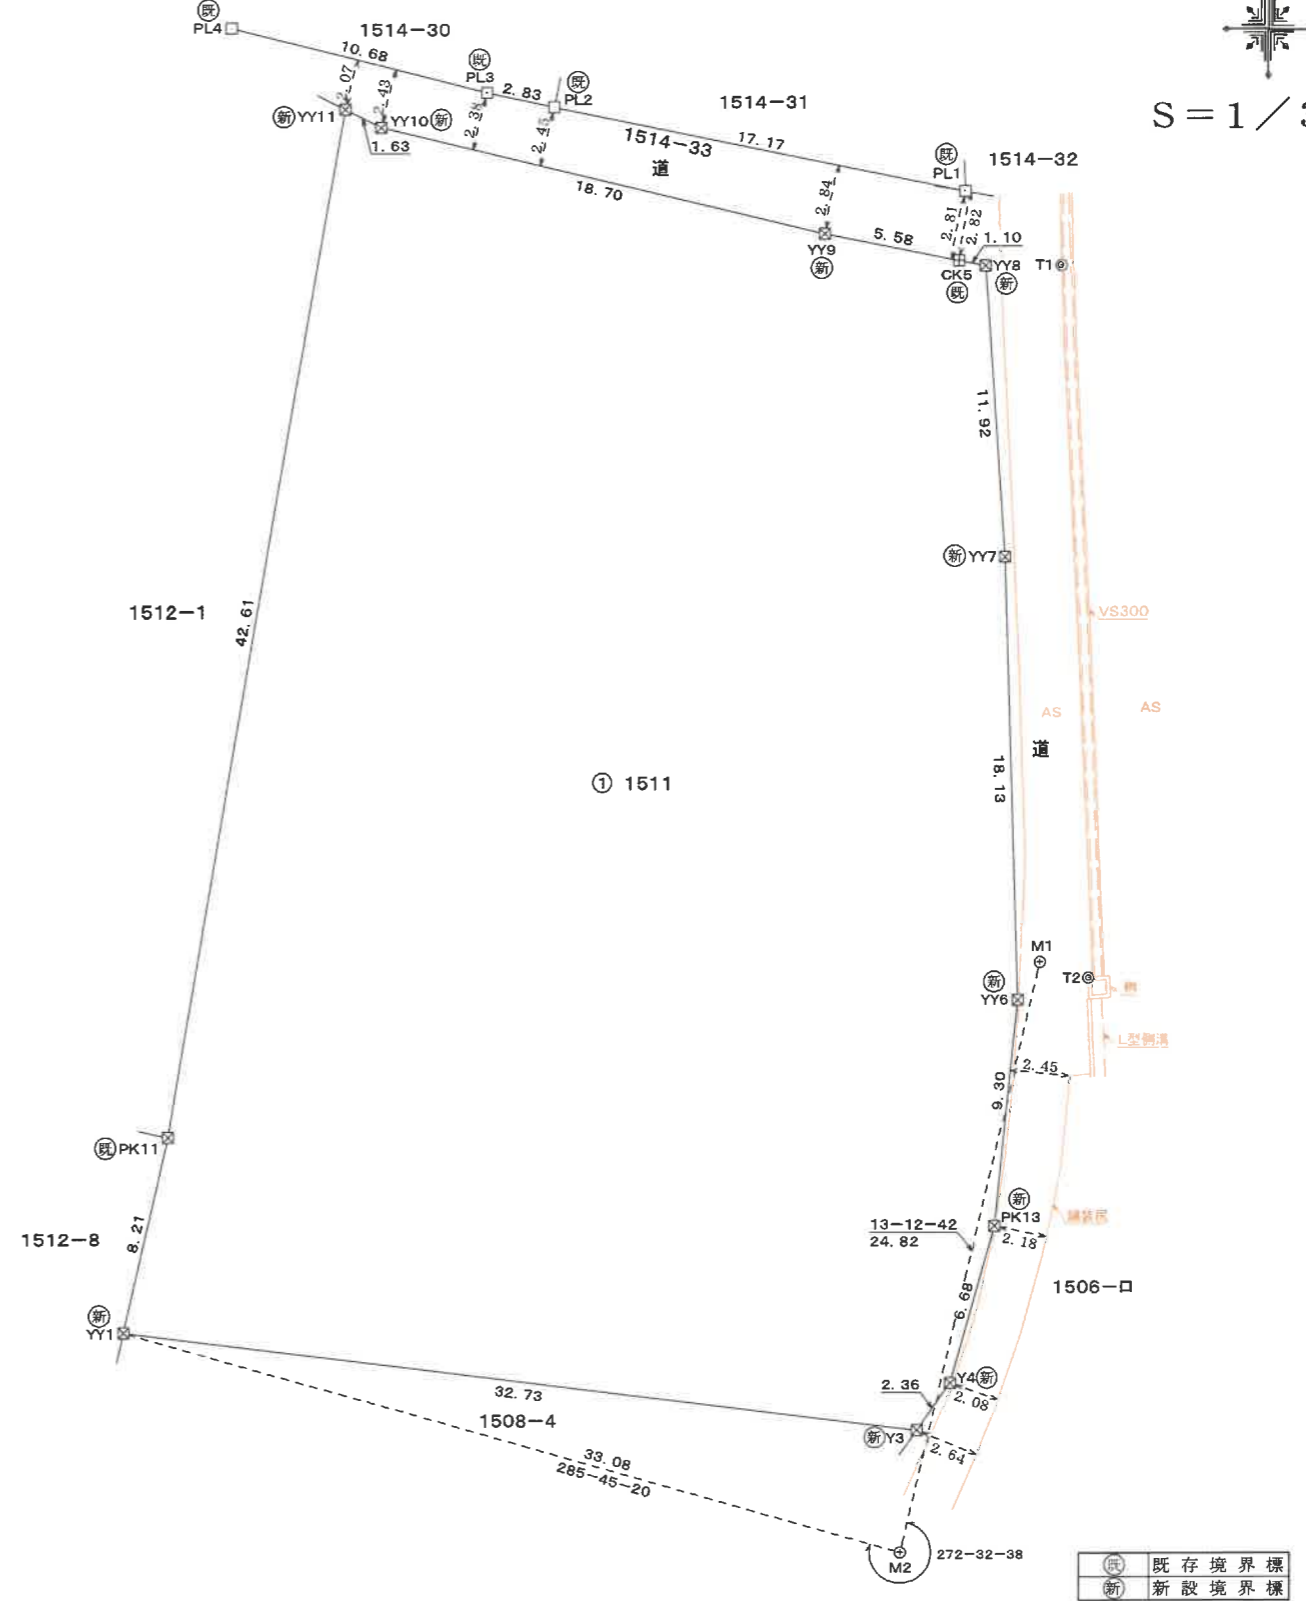 既
PL4
1514-30
10.68
既
PL3
2.83
既
PL2
1514-31
S=1/3
2.07
2.43
新 YY11
YY10 新
1.63
2.38
2.45
1514-33
道
17.17
既
PL1
1514-32
18.70
2.84
2.81
2.82
YY9
新
5.58
1.10
CK5
既
YY8
新
T1
11.92
新 YY7
1512-1
42.61
VS300
AS
AS
道
18.13
① 1511
M1
新
YY6
T2
桝
L型側溝
2.45
9.30
既 PK11
新
PK13
2.18
舗装尻
13-12-42
24.82
1512-8
8.21
1506-ロ
6.68
新
YY1
Y4 新
2.08
2.36
32.73
1508-4
新 Y3
2.64
33.08
285-45-20
272-32-38
M2
既 既存境界標
新 新設境界標